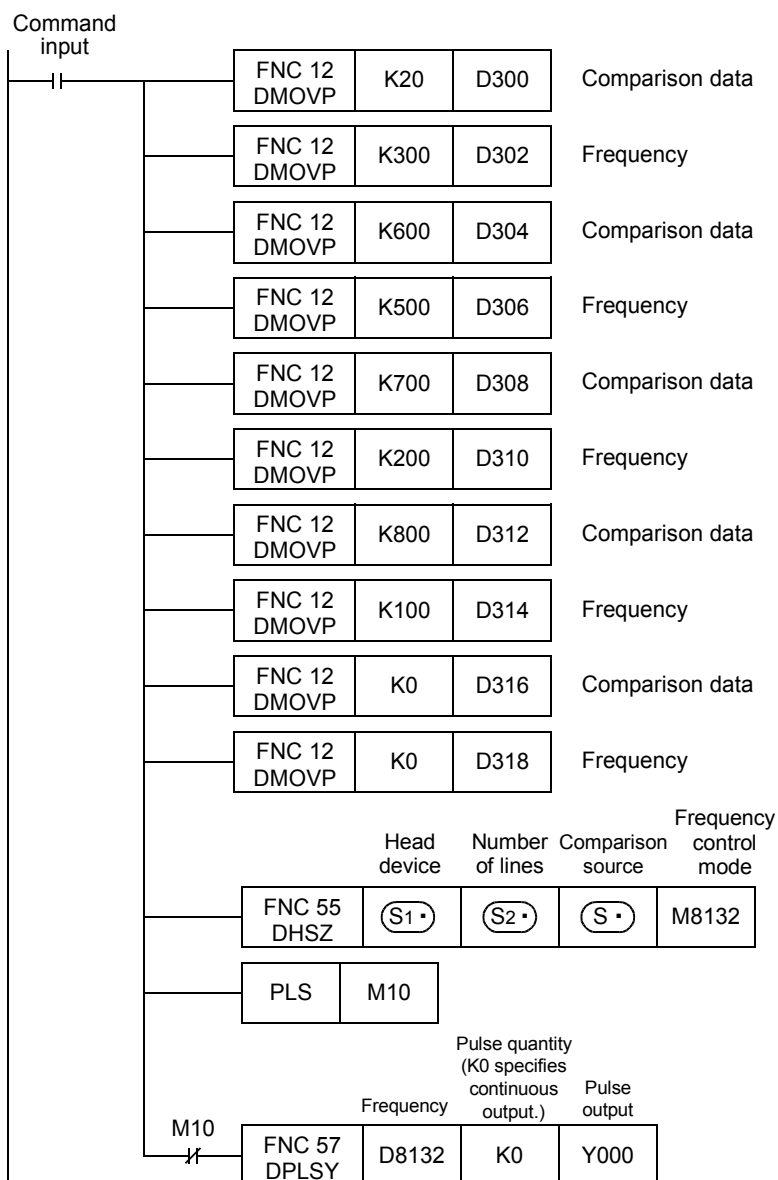 Command
input
FNC 12
DMOVP
K20
D300
Comparison data
FNC 12
DMOVP
K300
D302
Frequency
FNC 12
DMOVP
K600
D304
Comparison data
FNC 12
DMOVP
K500
D306
Frequency
FNC 12
DMOVP
K700
D308
Comparison data
FNC 12
DMOVP
K200
D310
Frequency
FNC 12
DMOVP
K800
D312
Comparison data
FNC 12
DMOVP
K100
D314
Frequency
FNC 12
DMOVP
K0
D316
Comparison data
FNC 12
DMOVP
K0
D318
Frequency
Head
device
Number
of lines
Comparison
source
Frequency
control
mode
FNC 55
DHSZ
S1·
S2·
S·
M8132
PLS
M10
Frequency
Pulse quantity
(K0 specifies
continuous
output.)
Pulse
output
M10
FNC 57
DPLSY
D8132
K0
Y000